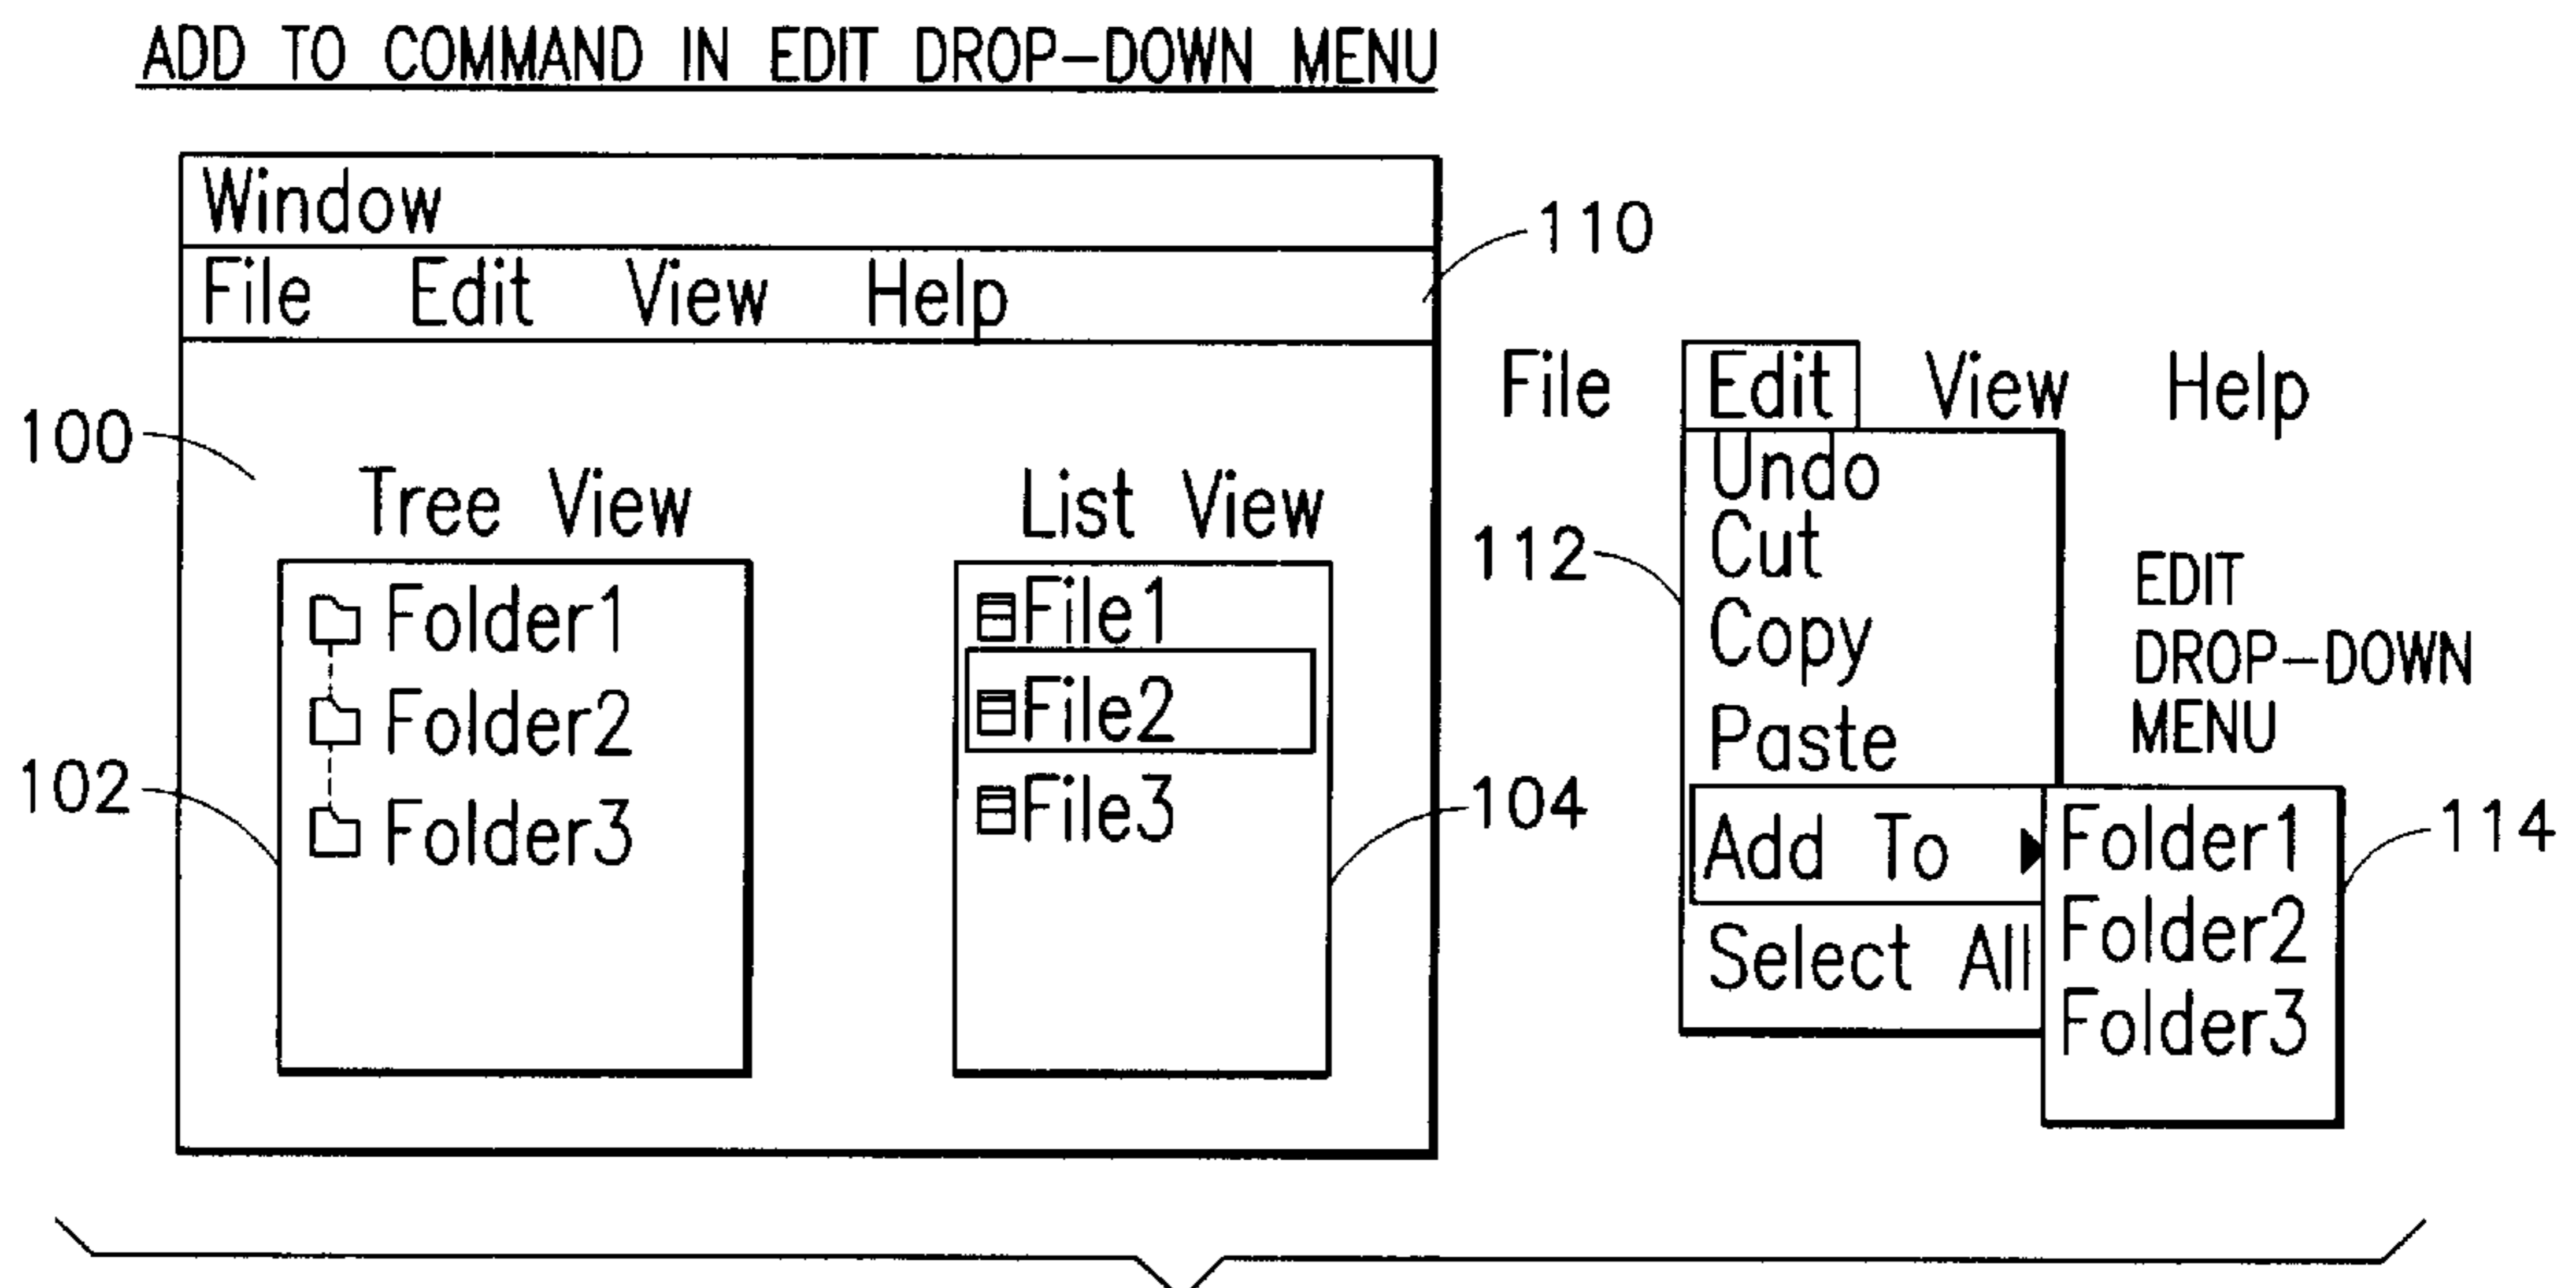 ADD TO COMMAND IN EDIT DROP-DOWN MENU
Window
File Edit View Help
110
100
Tree View
Folder1
Folder2
Folder3
102
List View
File1
File2
File3
104
File Edit View Help
112
Undo
Cut
Copy
Paste
Add To
Select All
EDIT
DROP-DOWN
MENU
Folder1
Folder2
Folder3
114